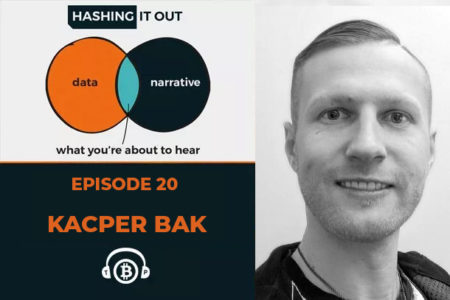 HASHING IT OUT
data
narrative
what you're about to hear
EPISODE 20
KACPER BAK
T P